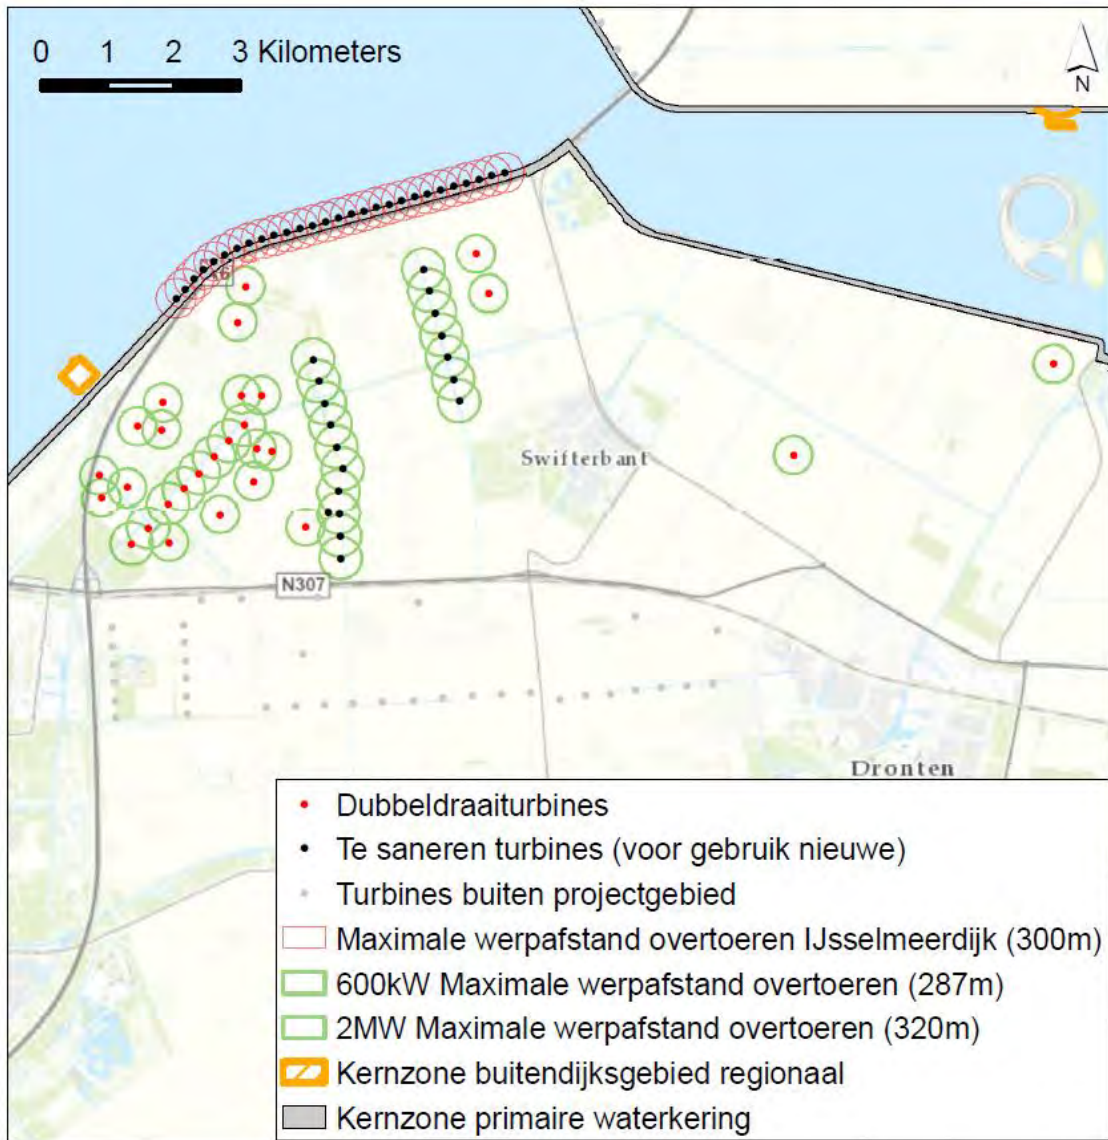 0 1 2 3 Kilometers
N
A6
Swifterbant
N307
Dronten
Dubbeldraaiturbines
Te saneren turbines (voor gebruik nieuwe)
Turbines buiten projectgebied
Maximale werpafstand overtoeren IJsselmeerdijk (300m)
600kW Maximale werpafstand overtoeren (287m)
2MW Maximale werpafstand overtoeren (320m)
Kernzone buitendijksgebied regionaal
Kernzone primaire waterkering